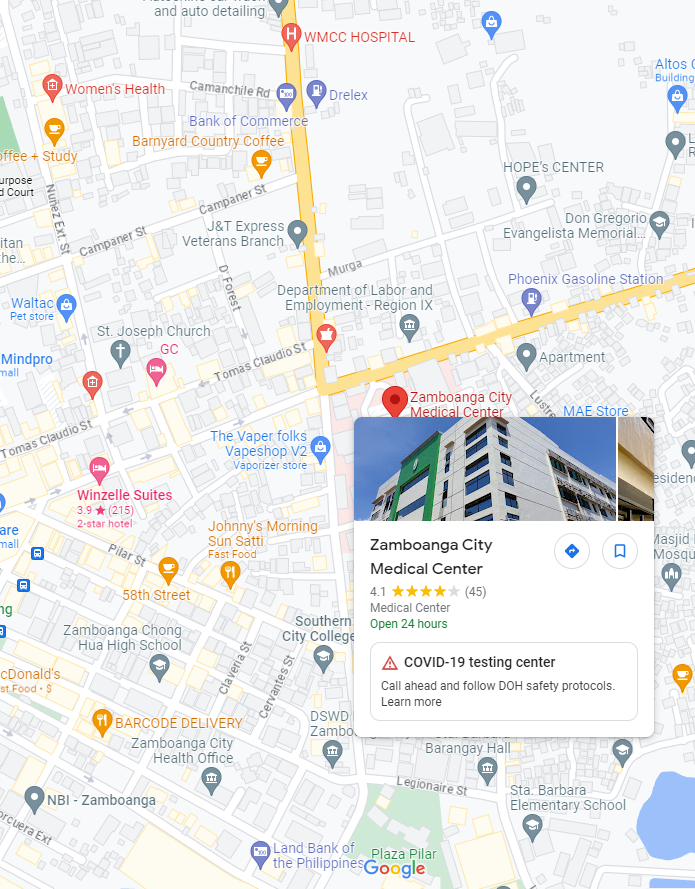 and auto detailing
WMCC HOSPITAL
Altos
Building
Women's Health
Camanchile Rd
Drelex
Bank of Commerce
Barnyard Country Coffee
offee + Study
urpose
d Court
HOPE's CENTER
Nuñez Ext St
Campaner St
Don Gregorio
Evangelista Memorial...
J&T Express
Veterans Branch
Campaner St
itan
the...
Murga
D'Forest
Phoenix Gasoline Station
Department of Labor and
Employment - Region IX
Waltac
Pet store
St. Joseph Church
GC
Mindpro
mall
Tomas Claudio St
Apartment
Zamboanga City
Medical Center
Lustre
MAE Store
Tomas Claudio St
The Vaper folks
Vapeshop V2
Vaporizer store
Winzelle Suites
3.9 ★ (215)
2-star hotel
esidenc
are
mall
Johnny's Morning
Sun Satti
Fast Food
Pilar St
58th Street
Zamboanga City
Medical Center
4.1 (45)
Medical Center
Open 24 hours
COVID-19 testing center
Call ahead and follow DOH safety protocols.
Learn more
Masjid
Mosqu
ng
Southern
City College
Zamboanga Chong
Hua High School
Claveria St
Cervantes St
cDonald's
st Food • $
BARCODE DELIVERY
DSWD
Zamboanga City
Health Office
Sta. Barbara
Barangay Hall
Legionaire St
Sta. Barbara
Elementary School
NBI - Zamboanga
orcuera Ext
Land Bank of
the Philippines
Plaza Pilar
Google